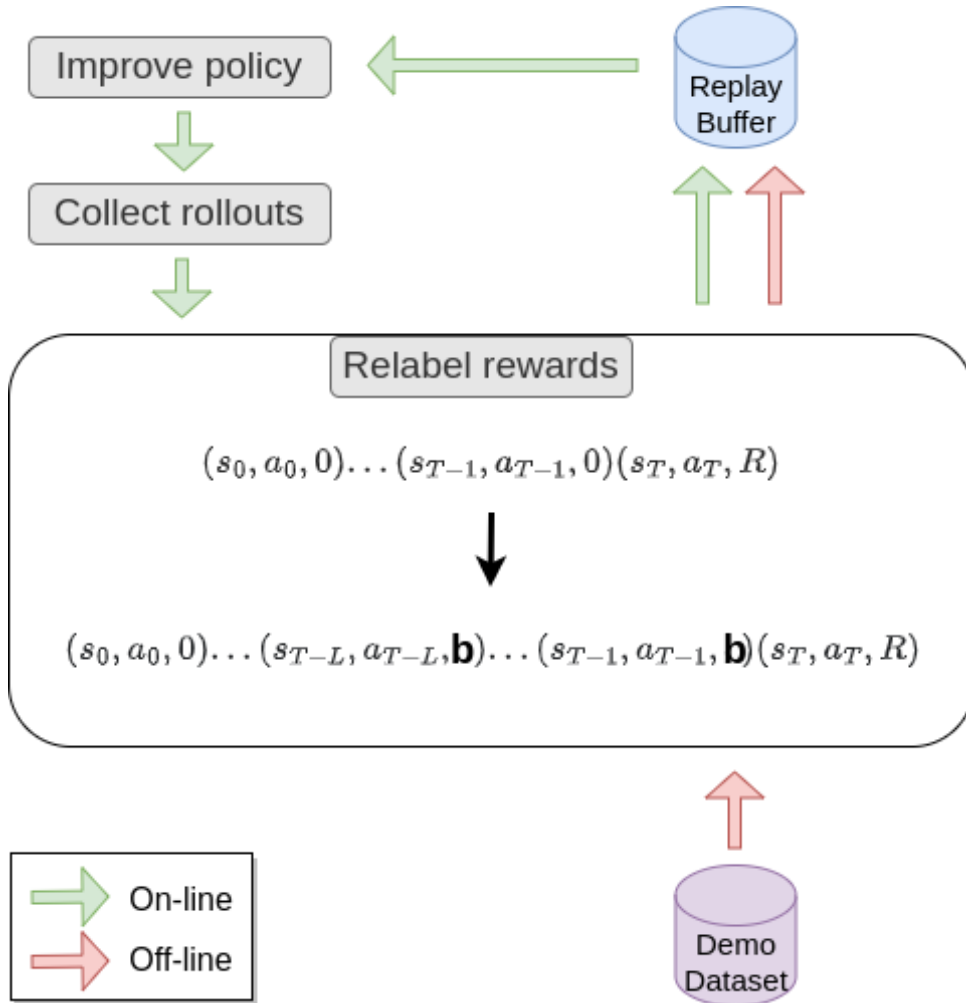 Improve policy
Replay
Buffer
Collect rollouts
Relabel rewards
(s_0, a_0, 0)...(s_{T-1}, a_{T-1}, 0)(s_T, a_T, R)
(s_0, a_0, 0)...(s_{T-L}, a_{T-L}, b)...(s_{T-1}, a_{T-1}, b)(s_T, a_T, R)
On-line
Off-line
Demo
Dataset